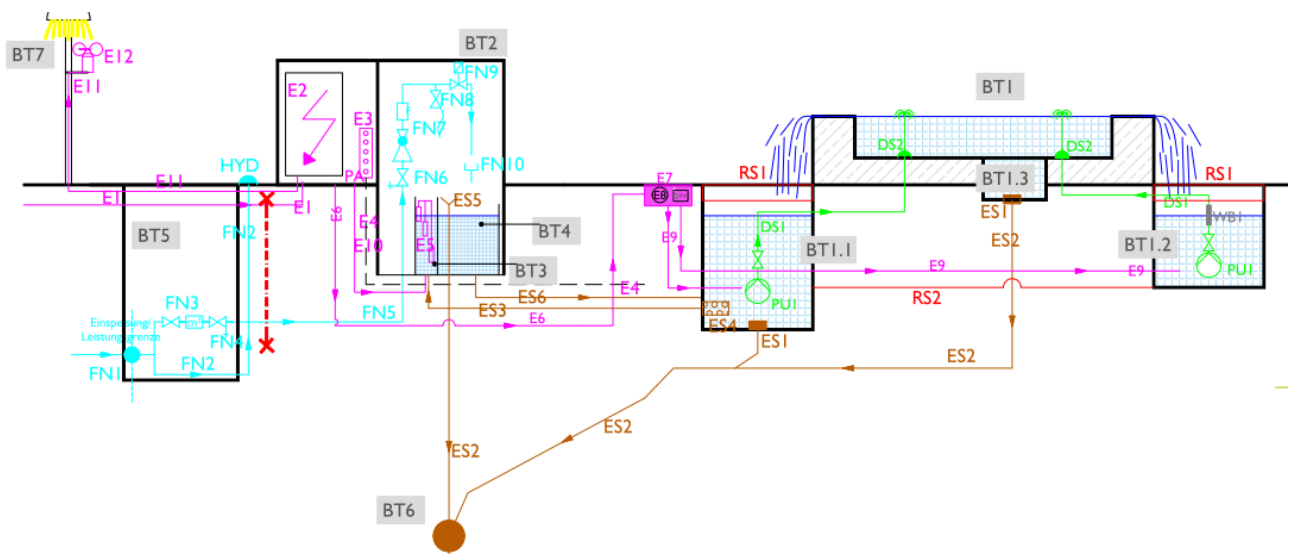 BT7
E12
E11
BT2
FN9
E2
FN8
E3
FN7
BT1
HYD
FN10
DS2
DS2
PA
FN6
RS1
E7
E8
BT1.3
RS1
E11
E1
E1
ES5
ES1
DS1
WB1
E6
E4
BT5
FN2
BT4
E9
DS1
ES2
BT1.1
BT1.2
E10
E5
BT3
E9
E9
PU1
FN3
m³
E4
PU1
RS2
Einspeisung/
Leistungsgrenze
FN4
FN5
ES3
ES6
E6
ES4
ES1
FN1
FN2
ES2
ES2
ES2
BT6